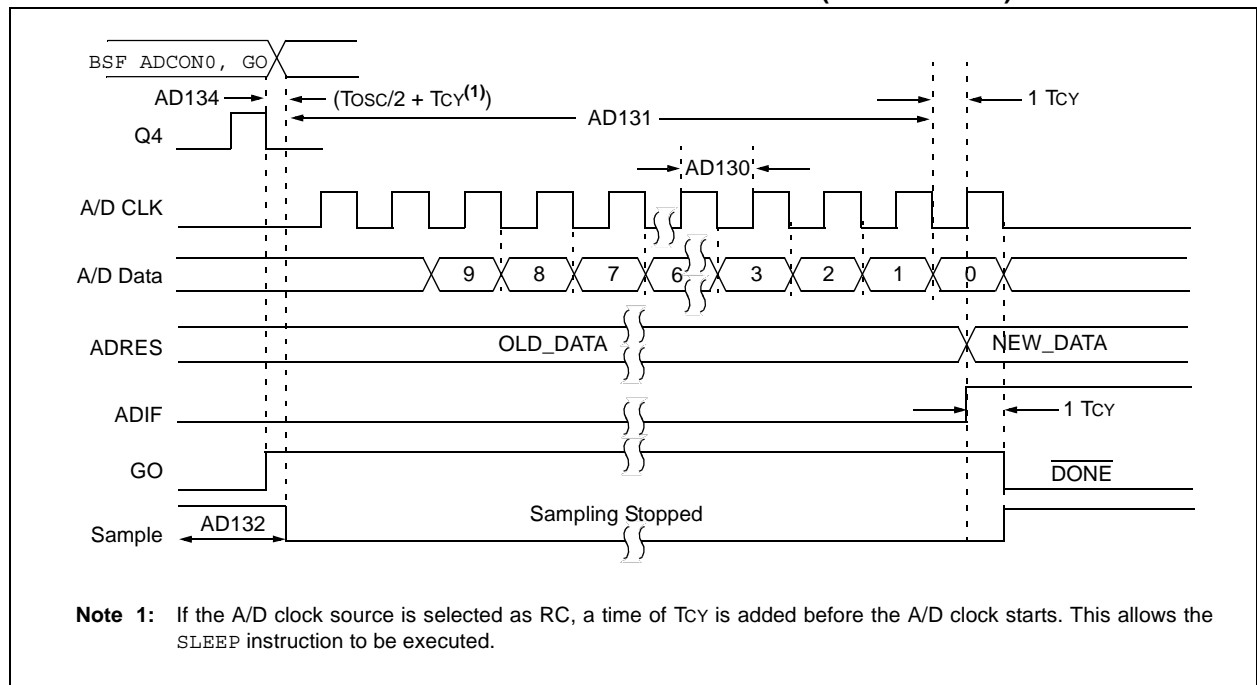 BSF ADCON0, GO
AD134 (TOSC/2 + TCY(1)) 1 TCY
AD131
Q4
AD130
A/D CLK
A/D Data 9 8 7 6 3 2 1 0
ADRES OLD_DATA NEW_DATA
ADIF 1 TCY
GO DONE
Sample AD132 Sampling Stopped
Note 1: If the A/D clock source is selected as RC, a time of TCY is added before the A/D clock starts. This allows the
SLEEP instruction to be executed.